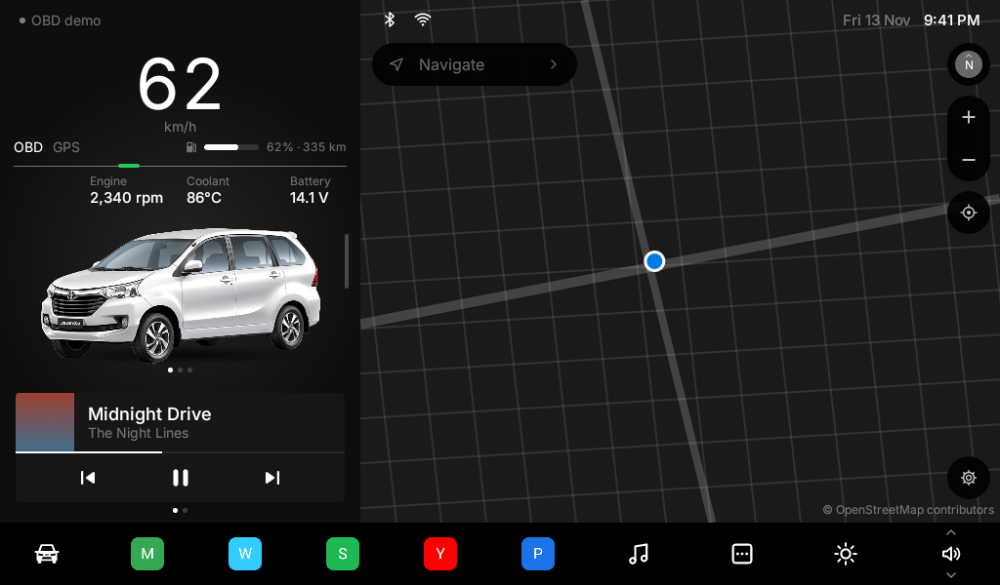 OBD demo
Fri 13 Nov 9:41 PM
62
km/h
Navigate
N
OBD GPS
62% · 335 km
Engine
2,340 rpm
Coolant
86°C
Battery
14.1 V
Midnight Drive
The Night Lines
© OpenStreetMap contributors
M
W
S
Y
P